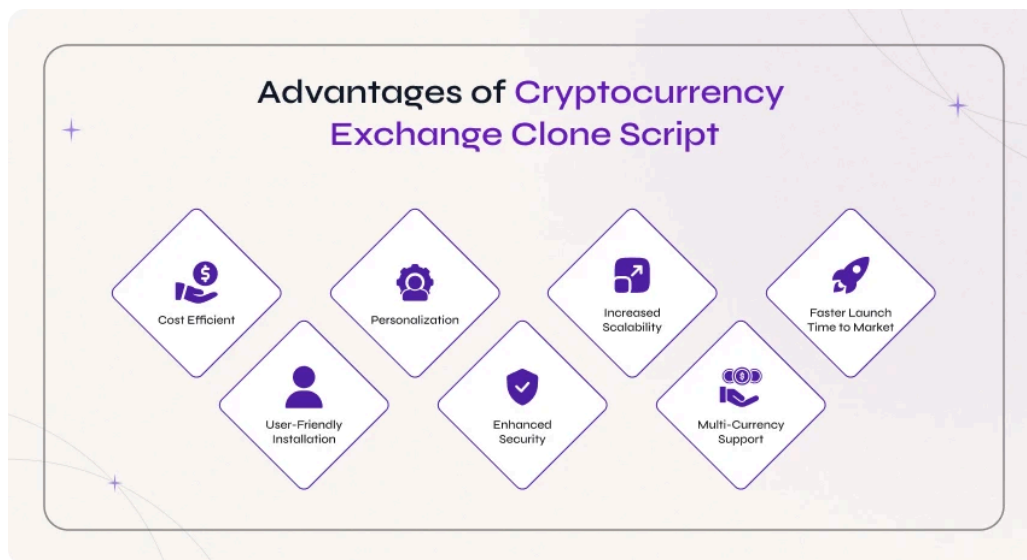 Advantages of Cryptocurrency
Exchange Clone Script
Cost Efficient
Personalization
Increased
Scalability
Faster Launch
Time to Market
User-Friendly
Installation
Enhanced
Security
Multi-Currency
Support